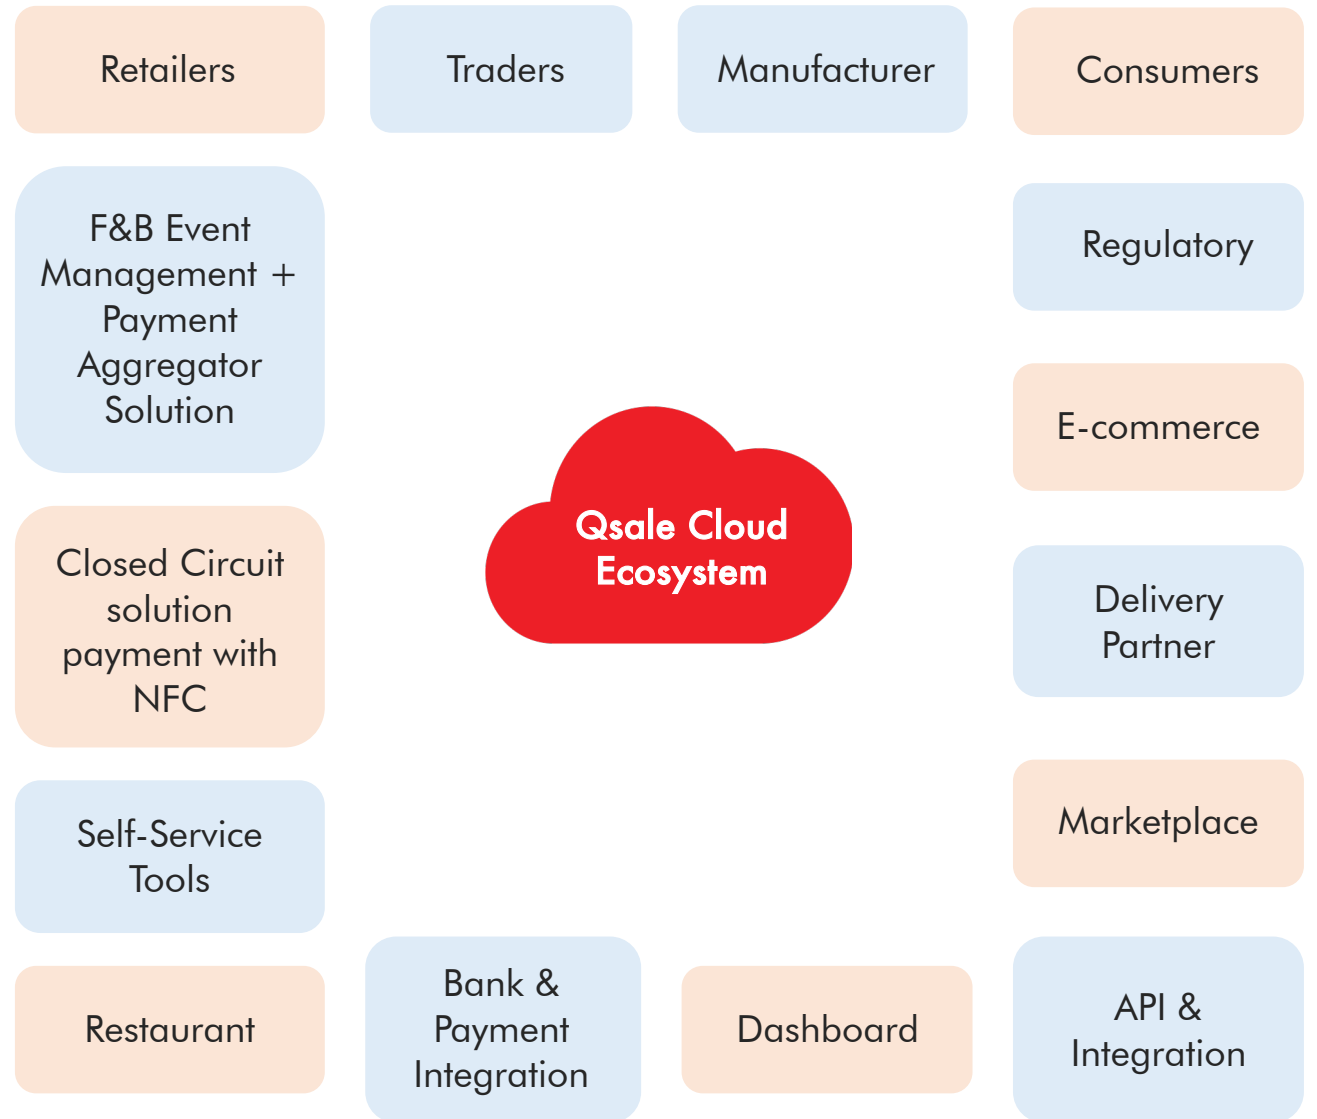 Retailers
Traders
Manufacturer
Consumers
F&B Event
Management +
Payment
Aggregator
Solution
Regulatory
E-commerce
Qsale Cloud
Ecosystem
Closed Circuit
solution
payment with
NFC
Delivery
Partner
Self-Service
Tools
Marketplace
Restaurant
Bank &
Payment
Integration
Dashboard
API &
Integration